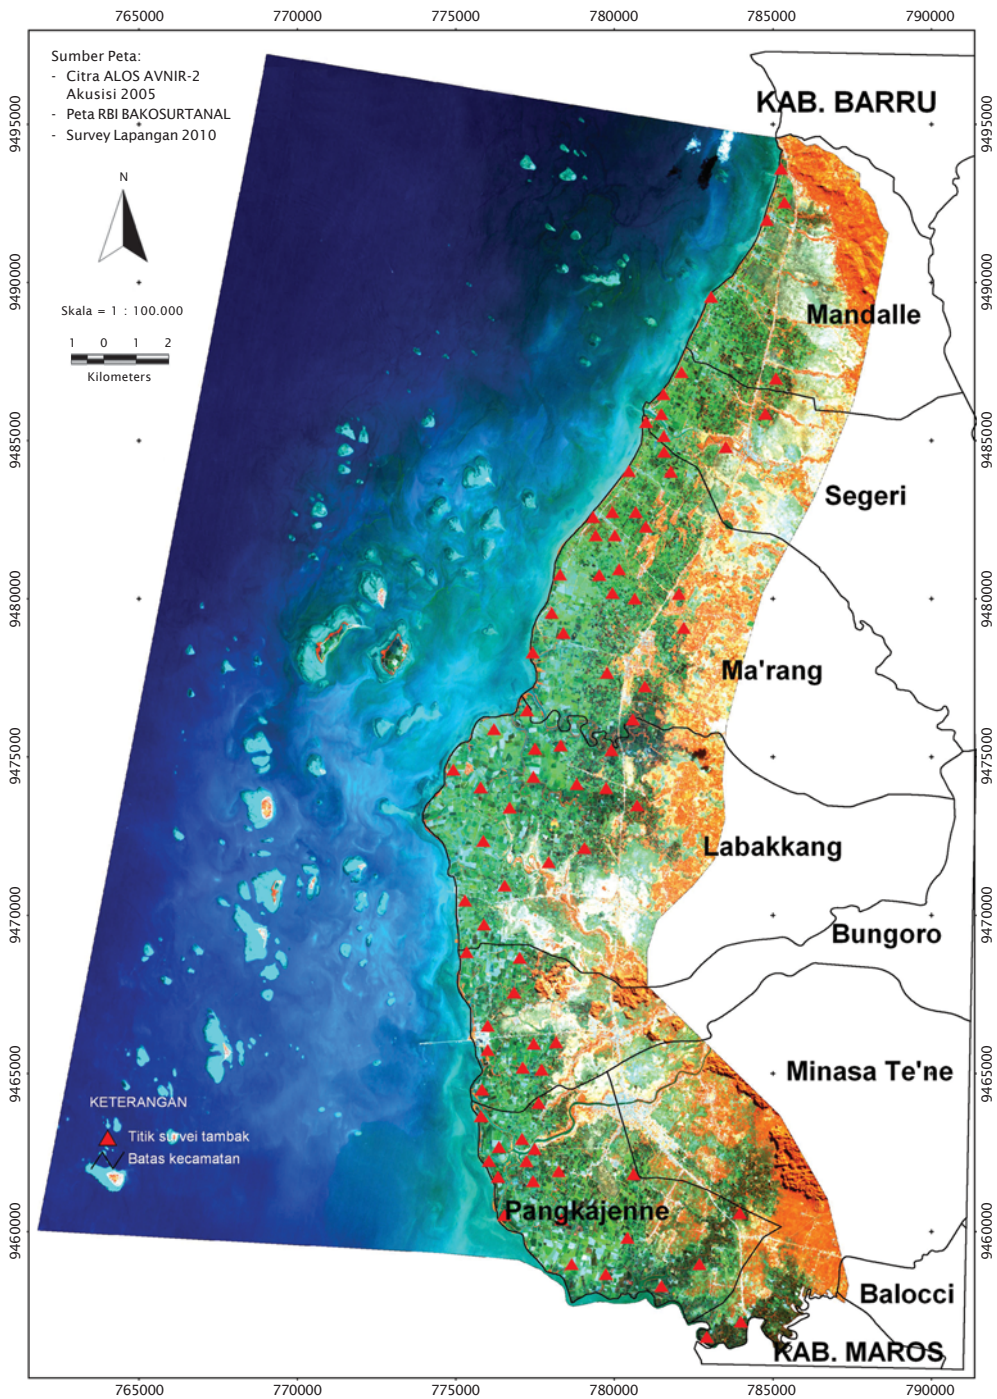 765000 770000 775000 780000 785000 790000
Sumber Peta:
- Citra ALOS AVNIR-2
Akusisi 2005
- Peta RBI BAKOSURTANAL
- Survey Lapangan 2010
N
Skala = 1 : 100.000
1 0 1 2
Kilometers
KAB. BARRU
Mandalle
Segeri
Ma'rang
Labakkang
Bungoro
Minasa Te'ne
Pangkajenne
Balocci
KAB. MAROS
KETERANGAN
Titik survei tambak
Batas kecamatan
9495000
9490000
9485000
9480000
9475000
9470000
9465000
9460000
9495000
9490000
9485000
9480000
9475000
9470000
9465000
9460000
765000 770000 775000 780000 785000 790000